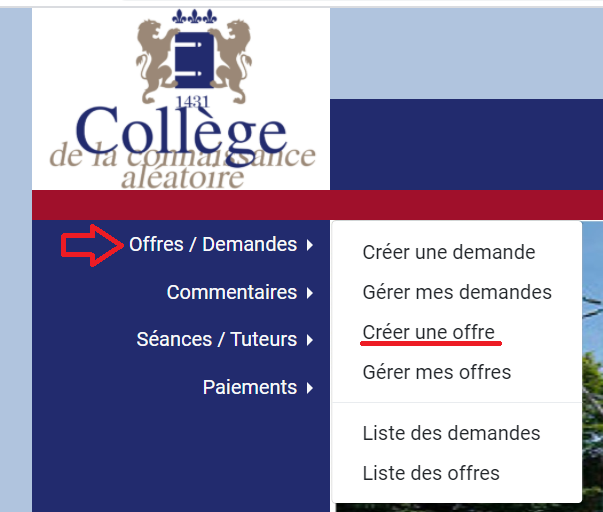 1431
Collège
de la connaissance
aléatoire
Offres / Demandes
Commentaires
Séances / Tuteurs
Paiements
Créer une demande
Gérer mes demandes
Créer une offre
Gérer mes offres
Liste des demandes
Liste des offres